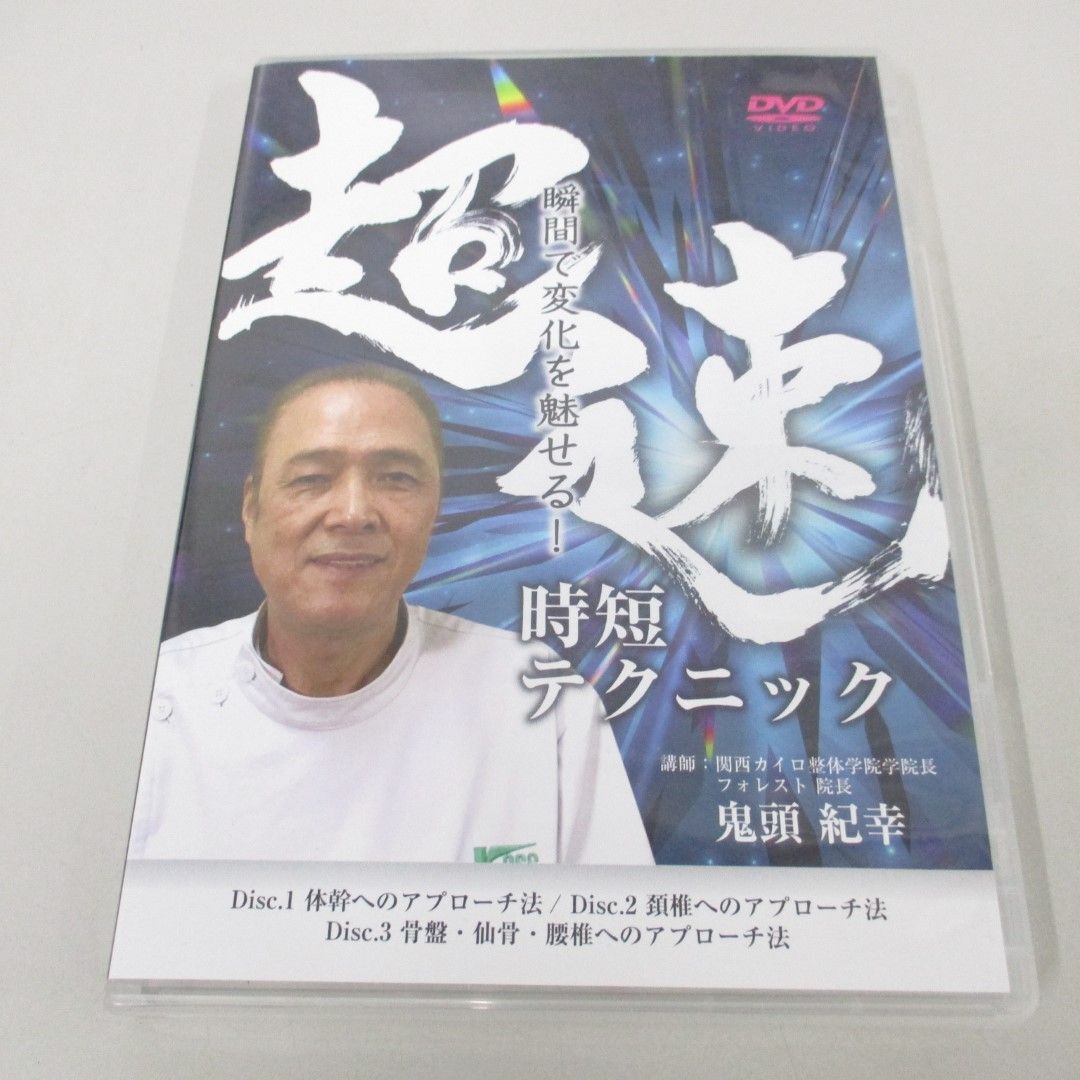 DVD
VIDEO
超速
瞬間で変化を魅せる!
時短
テクニック
講師:関西カイロ整体学院学院長
フォレスト 院長
鬼頭 紀幸
Disc.1 体幹へのアプローチ法 / Disc.2 頚椎へのアプローチ法
Disc.3 骨盤・仙骨・腰椎へのアプローチ法